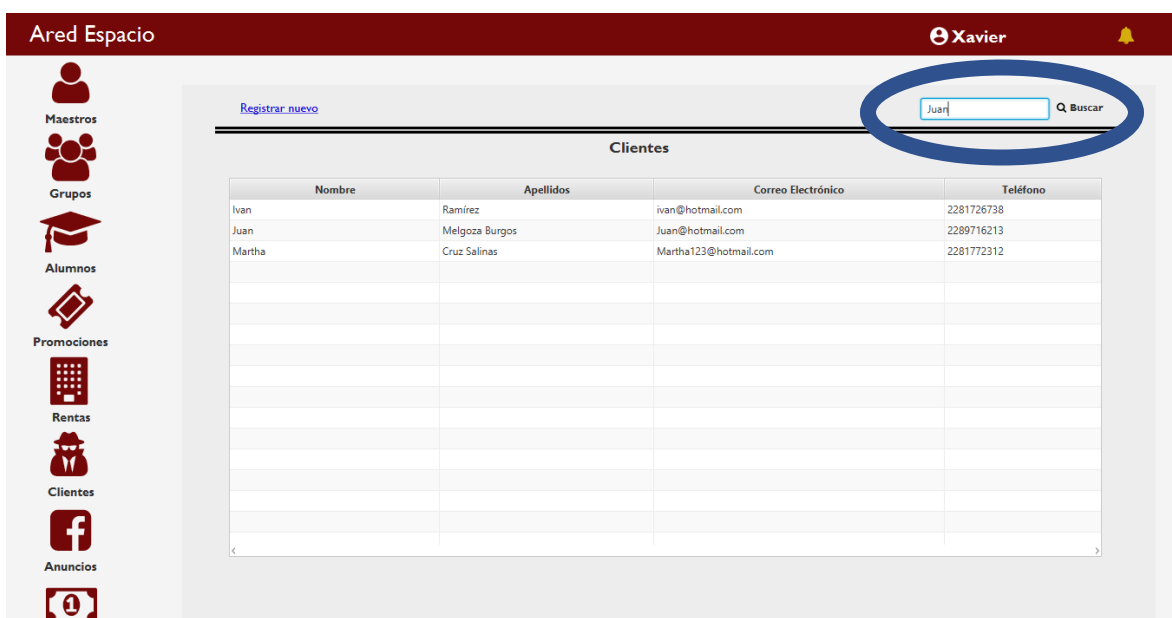 Ared Espacio Xavier
Maestros
Grupos
Alumnos
Promociones
Rentas
Clientes
Anuncios
1
Registrar nuevo Juan Buscar
Clientes
Nombre Apellidos Correo Electrónico Teléfono
Ivan Ramírez ivan@hotmail.com 2281726738
Juan Melgoza Burgos Juan@hotmail.com 2289716213
Martha Cruz Salinas Martha123@hotmail.com 2281772312